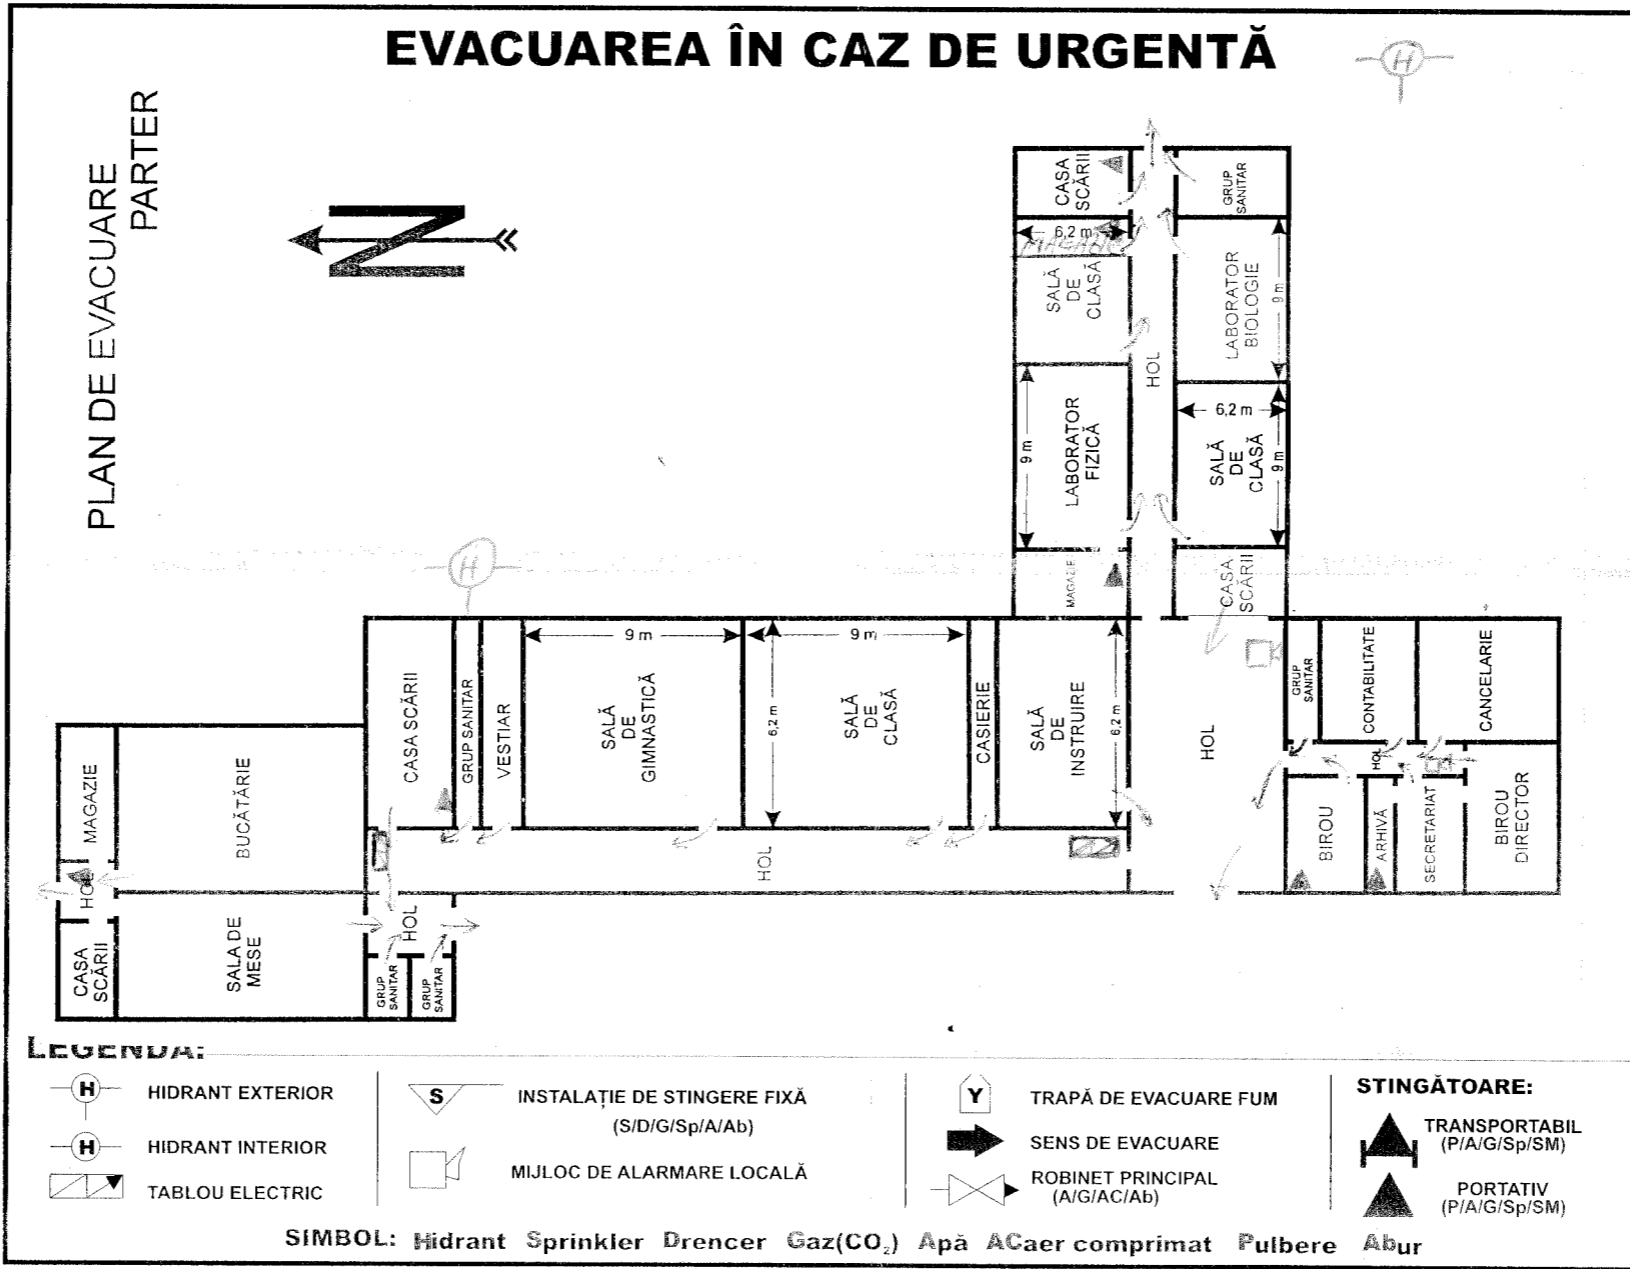 EVACUAREA ÎN CAZ DE URGENTĂ
H
PLAN DE EVACUARE
PARTER
N
CASA
SCĂRII
GRUP
SANITAR
6,2 m
MAGAZIE
SALĂ
DE
CLASĂ
LABORATOR
BIOLOGIE
9 m
HOL
LABORATOR
FIZICĂ
9 m
6,2 m
SALĂ
DE
CLASĂ
9 m
MAGAZIE
CASA
SCĂRII
H
CASA SCĂRII
GRUP SANITAR
VESTIAR
9 m
SALĂ
DE
GIMNASTICĂ
9 m
6,2 m
SALĂ
DE
CLASĂ
CASIERIE
SALĂ
DE
INSTRUIRE
6,2 m
HOL
GRUP
SANITAR
CONTABILITATE
CANCELARIE
HOL
BIROU
ARHIVĂ
SECRETARIAT
BIROU
DIRECTOR
MAGAZIE
BUCĂTĂRIE
HOL
HOL
CASA
SCĂRII
SALA DE
MESE
HOL
GRUP
SANITAR
GRUP
SANITAR
LEGENDA:
H HIDRANT EXTERIOR
H HIDRANT INTERIOR
TABLOU ELECTRIC
S INSTALAȚIE DE STINGERE FIXĂ
(S/D/G/Sp/A/Ab)
MIJLOC DE ALARMARE LOCALĂ
Y TRAPĂ DE EVACUARE FUM
SENS DE EVACUARE
ROBINET PRINCIPAL
(A/G/AC/Ab)
STINGĂTOARE:
TRANSPORTABIL
(P/A/G/Sp/SM)
PORTATIV
(P/A/G/Sp/SM)
SIMBOL: Hidrant Sprinkler Drencer Gaz(CO₂) Apă ACaer comprimat Pulbere Abur